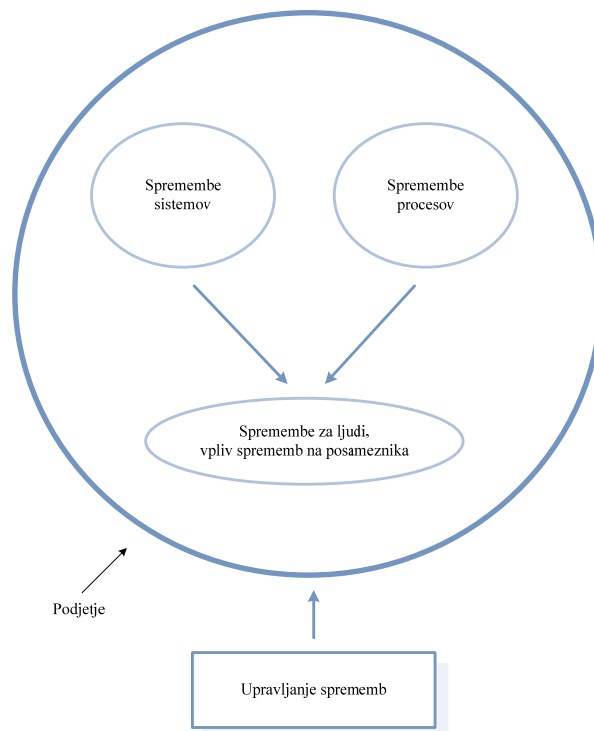 Spremembe
sistemov
Spremembe
procesov
Spremembe za ljudi,
vpliv sprememb na posameznika
Podjetje
Upravljanje sprememb